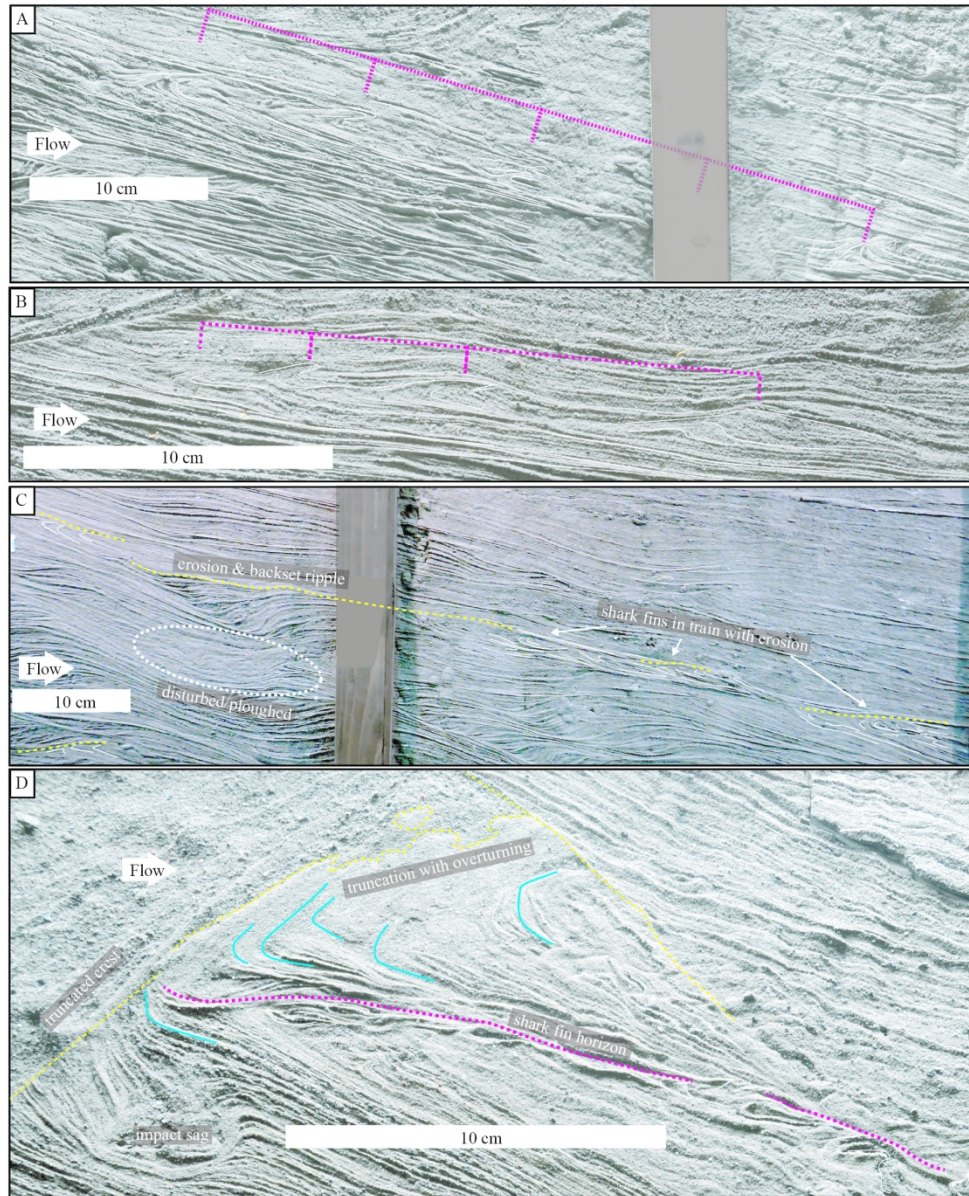 A
Flow
10 cm
B
Flow
10 cm
C
erosion & backset ripple
shark fins in train with erosion
Flow
10 cm
disturbed/ploughed
D
Flow
truncation with overturning
truncated crest
shark fin horizon
impact sag
10 cm